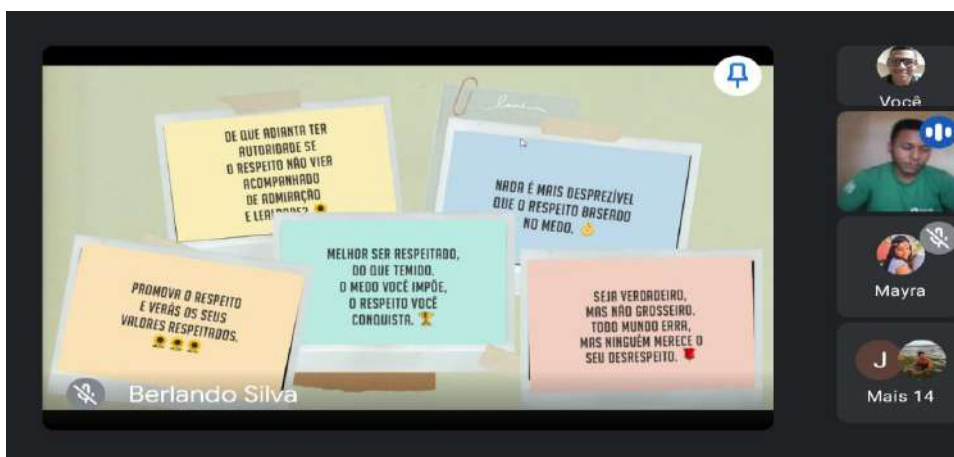 DE QUE ADIANTA TER
AUTORIDADE SE
O RESPEITO NÃO VIER
ACOMPANHADO
DE ADMIRAÇÃO
E
NADA É MAIS DESPREZÍVEL
QUE O RESPEITO BASEADO
NO MEDO.
PROMOVA O RESPEITO
E VERÁS OS SEUS
VALORES RESPEITADOS.
MELHOR SER RESPEITADO,
DO QUE TEMIDO.
O MEDO VOCÊ IMPÕE,
O RESPEITO VOCÊ
CONQUISTA.
SEJA VERDADEIRO,
MAS NÃO GROSSEIRO.
TODO MUNDO ERRA,
MAS NINGUÉM MERECE O
SEU DESRESPEITO.
Berlando Silva
Você
Mayra
J
Mais 14